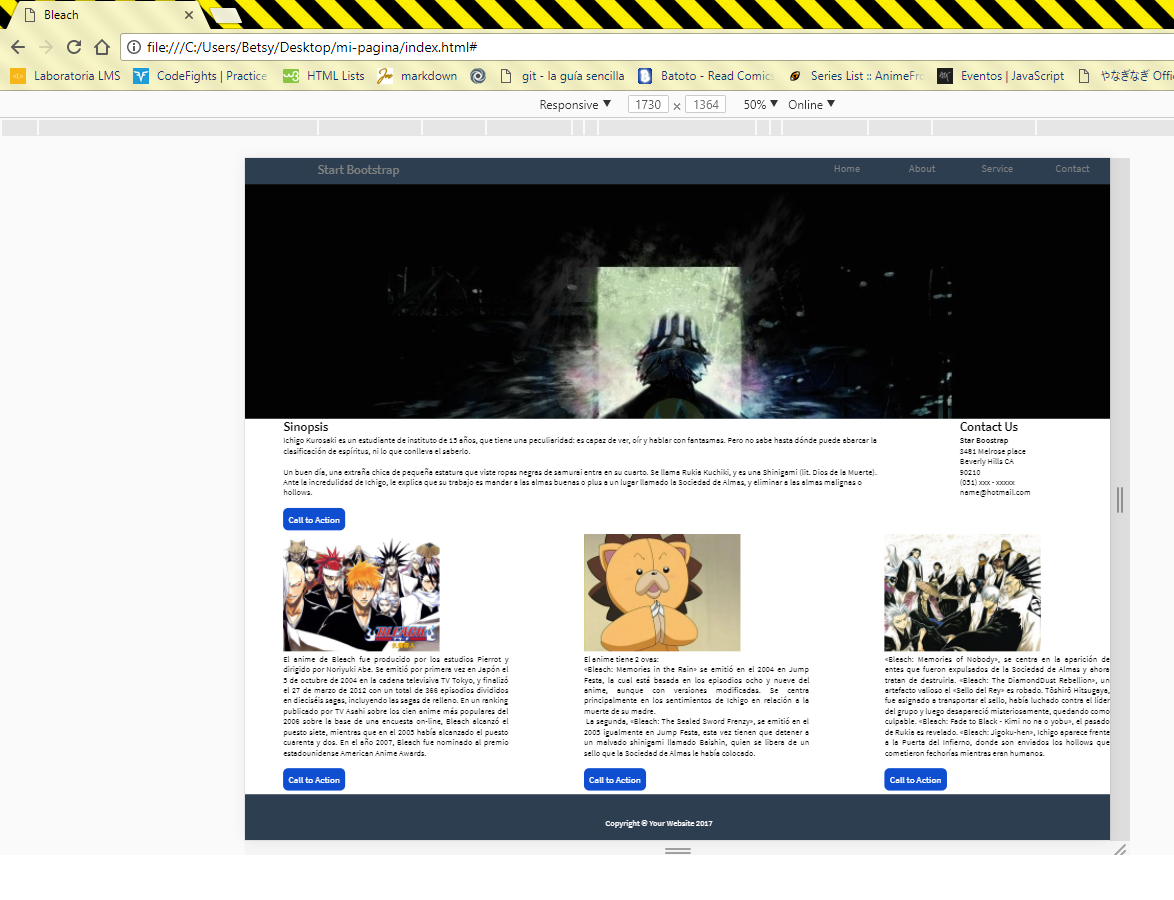 Bleach
file:///C:/Users/Betsy/Desktop/mi-pagina/index.html#
Laboratoria LMS CodeFights | Practice HTML Lists markdown git - la guía sencilla Batoto - Read Comics Series List :: AnimeFro Eventos | JavaScript やなぎなぎ Offi
Responsive ▼ 1730 x 1364 50% ▼ Online ▼
Start Bootstrap Home About Service Contact
Sinopsis
Ichigo Kurosaki es un estudiante de instituto de 15 años, que tiene una peculiaridad: es capaz de ver, oír y hablar con fantasmas. Pero no sabe hasta dónde puede abarcar la
clasificación de espíritus, ni lo que conlleva el saberlo.
Un buen día, una extraña chica de pequeña estatura que viste ropas negras de samurai entra en su cuarto. Se llama Rukia Kuchiki, y es una Shinigami (lit. Dios de la Muerte).
Ante la incredulidad de Ichigo, le explica que su trabajo es mandar a las almas buenas o plus a un lugar llamado la Sociedad de Almas, y eliminar a las almas malignas o
hollows.
Call to Action
Contact Us
Star Boostrap
3481 Melrose place
Beverly Hills CA
90210
(051) xxx - xxxxx
name@hotmail.com
BLEACH
El anime de Bleach fue producido por los estudios Pierrot y
dirigido por Noriyuki Abe. Se emitió por primera vez en Japón el
5 de octubre de 2004 en la cadena televisiva TV Tokyo, y finalizó
el 27 de marzo de 2012 con un total de 366 episodios divididos
en dieciséis sagas, incluyendo las sagas de relleno. En un ranking
publicado por TV Asahi sobre los cien anime más populares del
2006 sobre la base de una encuesta on-line, Bleach alcanzó el
puesto siete, mientras que en el 2005 había alcanzado el puesto
cuarenta y dos. En el año 2007, Bleach fue nominado al premio
estadounidense American Anime Awards.
Call to Action
El anime tiene 2 ovas:
«Bleach: Memories in the Rain» se emitió en el 2004 en Jump
Festa, la cual está basada en los episodios ocho y nueve del
anime, aunque con versiones modificadas. Se centra
principalmente en los sentimientos de Ichigo en relación a la
muerte de su madre.
La segunda, «Bleach: The Sealed Sword Frenzy», se emitió en el
2005 igualmente en Jump Festa, esta vez tienen que detener a
un malvado shinigami llamado Baishin, quien se libera de un
sello que la Sociedad de Almas le había colocado.
Call to Action
«Bleach: Memories of Nobody», se centra en la aparición de
entes que fueron expulsados de la Sociedad de Almas y ahora
tratan de destruirla. «Bleach: The DiamondDust Rebellion», un
artefacto valioso el «Sello del Rey» es robado. Tōshirō Hitsugaya,
fue asignado a transportar el sello, había luchado contra el líder
del grupo y luego desapareció misteriosamente, quedando como
culpable. «Bleach: Fade to Black - Kimi no na o yobu», el pasado
de Rukia es revelado. «Bleach: Jigoku-hen», Ichigo aparece frente
a la Puerta del Infierno, donde son enviados los hollows que
cometieron fechorías mientras eran humanos.
Call to Action
Copyright © Your Website 2017